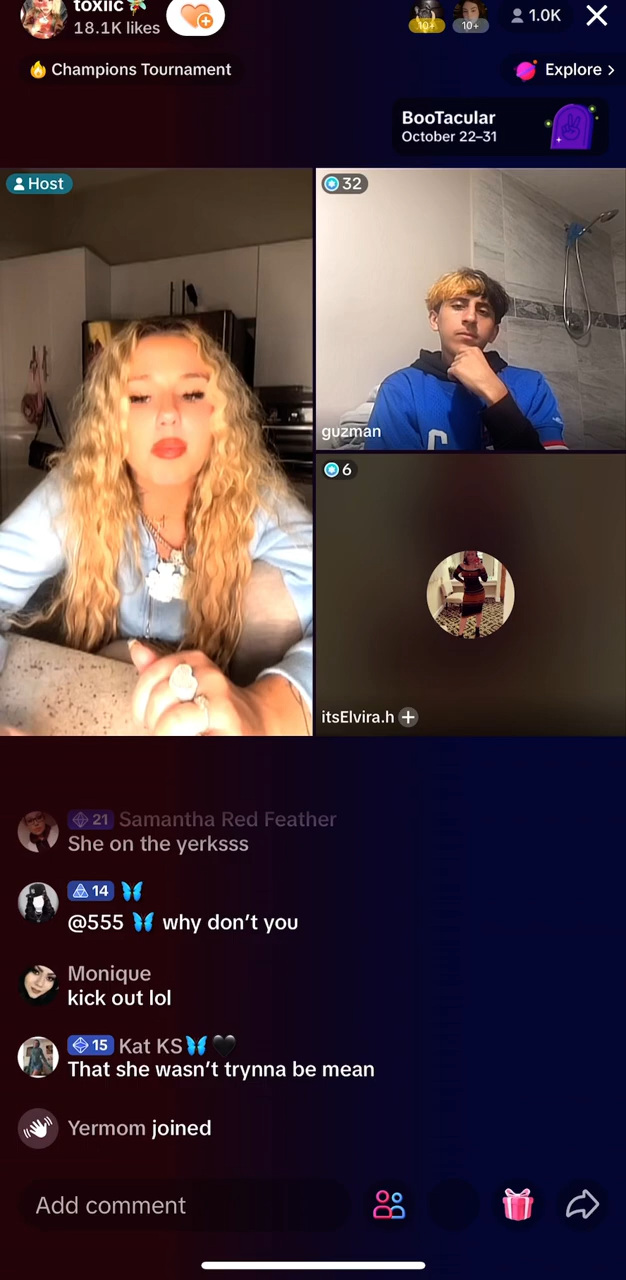 toxiic🧚
18.1K likes
10+
10+
1.0K
🔥 Champions Tournament
Explore >
BooTacular
October 22–31
Host
32
guzman
C
6
itsElvira.h
21 Samantha Red Feather
She on the yerksss
14 🦋
@555 🦋 why don’t you
Monique
kick out lol
15 Kat KS🦋🖤
That she wasn’t trynna be mean
Yermom joined
Add comment